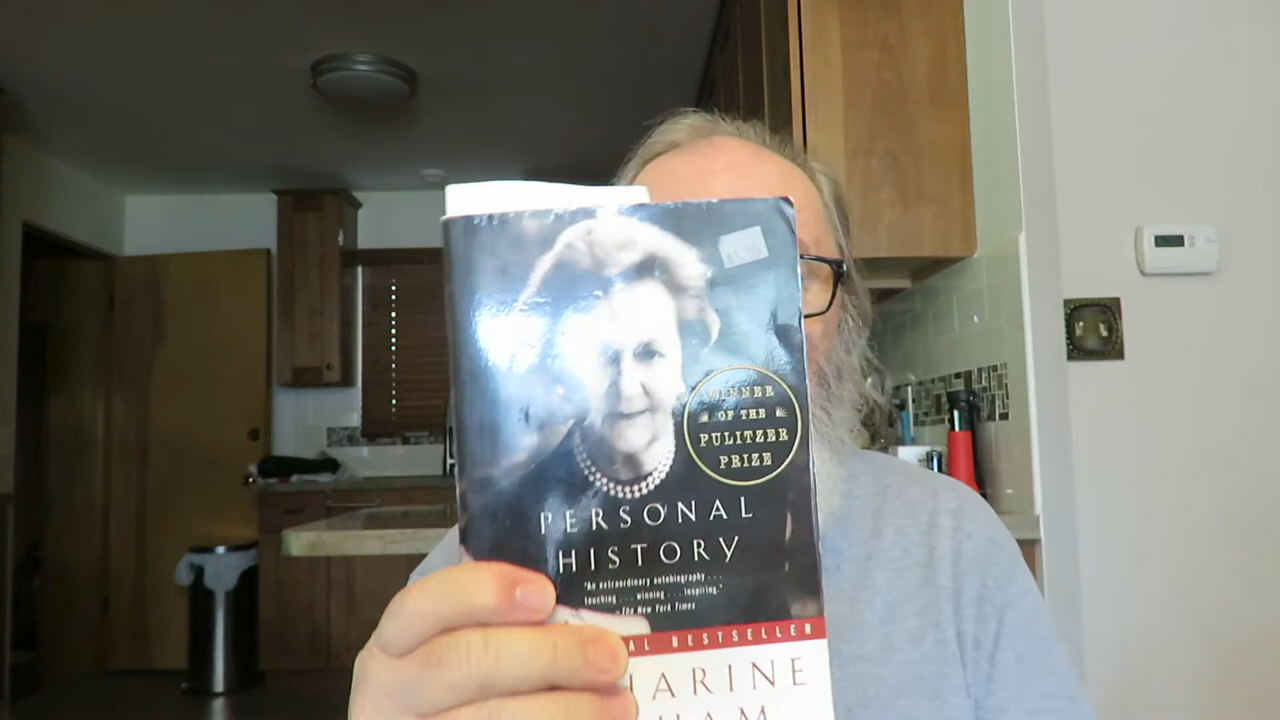 WINNER
OF THE
PULITZER
PRIZE
PERSONAL
HISTORY
"An extraordinary autobiography . . .
touching . . . winning . . . inspiring."
—The New York Times
AL BESTSELLER
HARINE
HAM